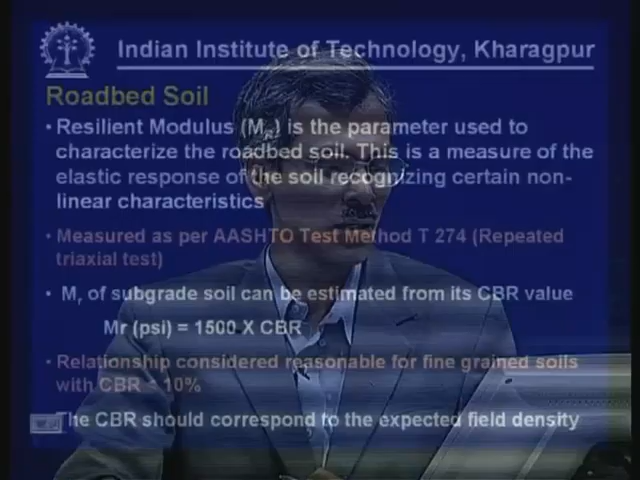 Indian Institute of Technology, Kharagpur
Roadbed Soil
• Resilient Modulus (MR) is the parameter used to
characterize the roadbed soil. This is a measure of the
elastic response of the soil recognizing certain non-
linear characteristics
• Measured as per AASHTO Test Method T 274 (Repeated
triaxial test)
• Mr of subgrade soil can be estimated from its CBR value
Mr (psi) = 1500 X CBR
• Relationship considered reasonable for fine grained soils
with CBR < 10%
The CBR should correspond to the expected field density